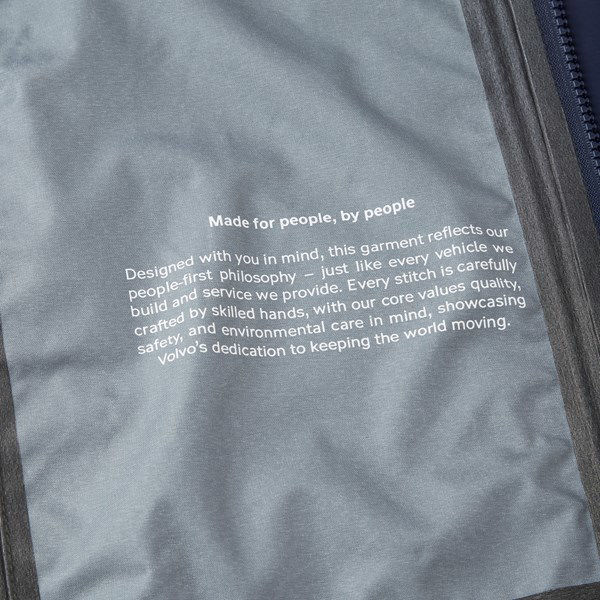 Made for people, by people
Designed with you in mind, this garment reflects our
people-first philosophy – just like every vehicle we
build and service we provide. Every stitch is carefully
crafted by skilled hands, with our core values quality,
safety, and environmental care in mind, showcasing
Volvo's dedication to keeping the world moving.